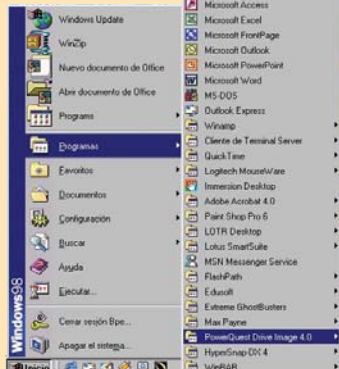 Windows Update
WinZip
Nuevo documento de Office
Abrir documento de Office
Programs
Programas
Favoritos
Documentos
Configuración
Buscar
Ayuda
Ejecutar...
Cerrar sesión Bpe...
Apagar el sistema...
Windows98
Inicio
Microsoft Access
Microsoft Excel
Microsoft FrontPage
Microsoft Outlook
Microsoft PowerPoint
Microsoft Word
MS-DOS
Outlook Express
Winamp
Cliente de Terminal Server
QuickTime
Logitech MouseWare
Immersion Desktop
Adobe Acrobat 4.0
Paint Shop Pro 6
LOTR Desktop
Lotus SmartSuite
MSN Messenger Service
FlashPath
Edusoft
Extreme GhostBusters
Max Payne
PowerQuest Drive Image 4.0
HyperSnap-DX 4
WinRAR